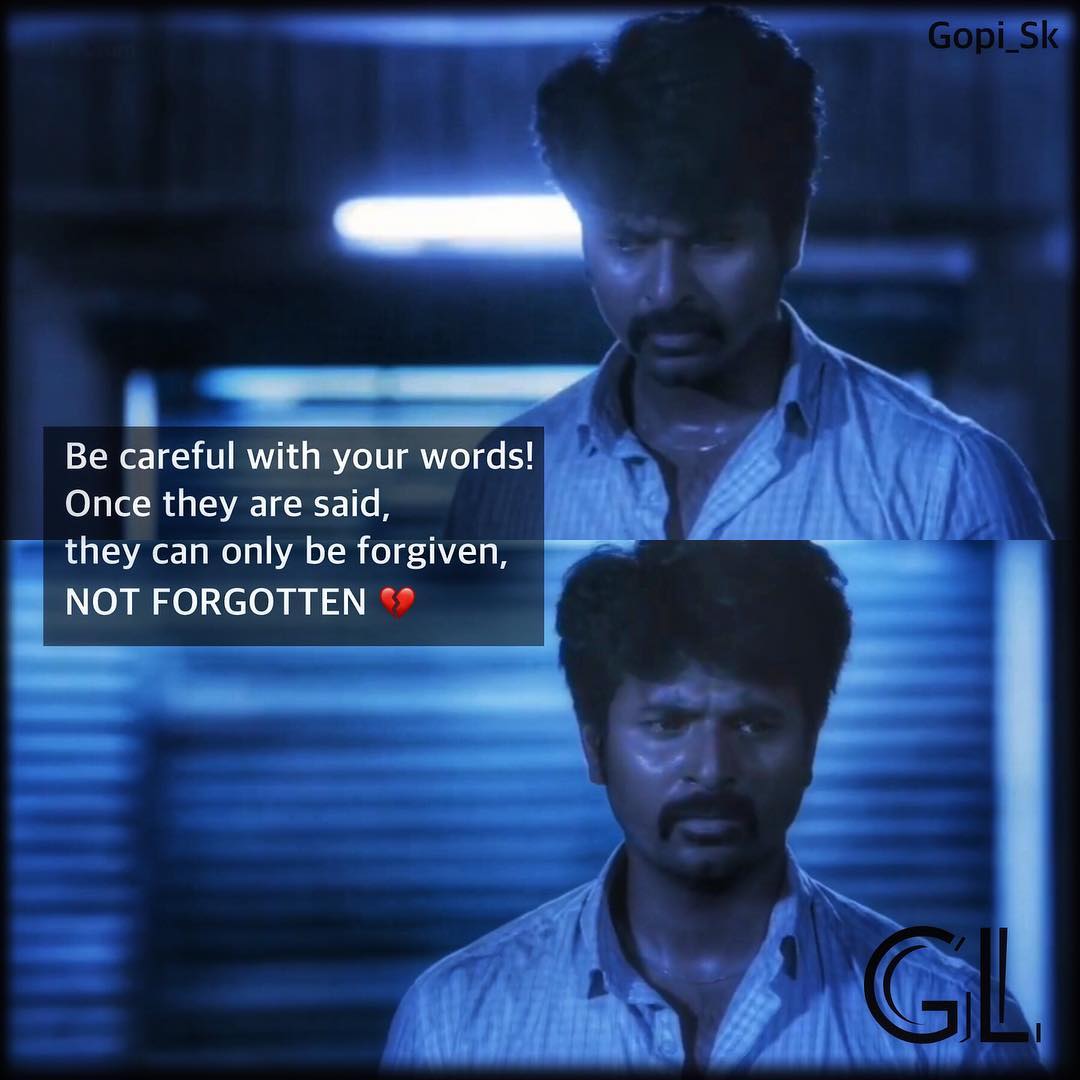 Gopi_Sk
Be careful with your words!
Once they are said,
they can only be forgiven,
NOT FORGOTTEN 💔
GL